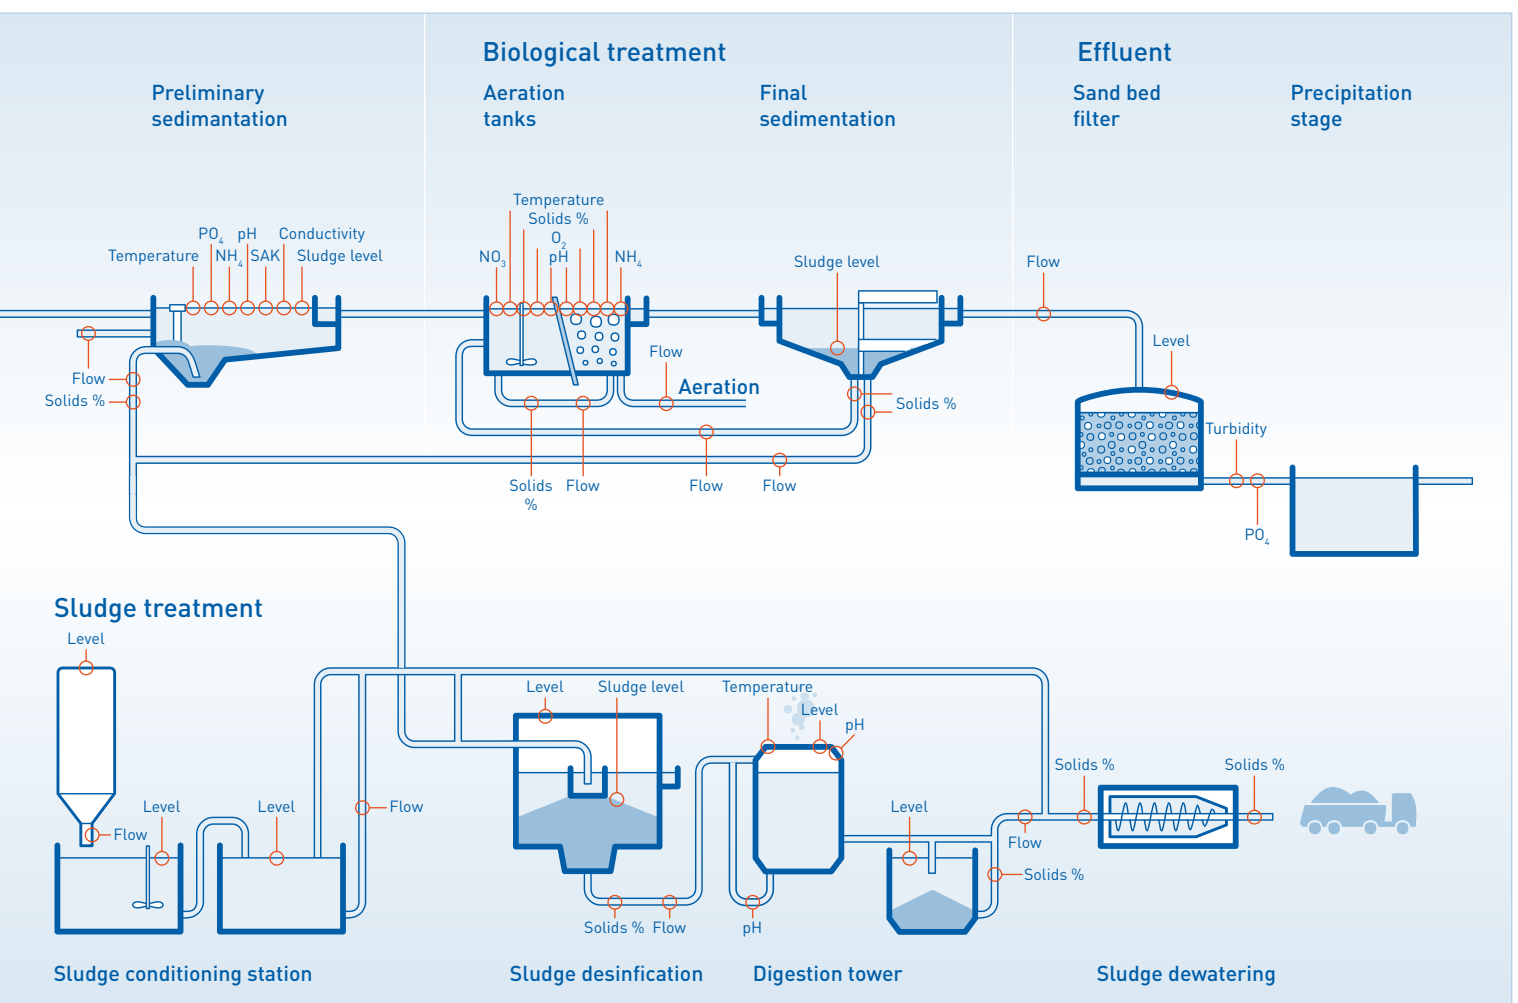 Biological treatment
Effluent
Preliminary
sedimantation
Aeration
tanks
Final
sedimentation
Sand bed
filter
Precipitation
stage
Temperature
Solids %
O2
NO3
pH
NH4
PO4 pH Conductivity
Temperature NH4 SAK Sludge level
Sludge level
Flow
Flow
Solids %
Flow
Aeration
Solids %
Level
Turbidity
PO4
Solids
%
Flow
Flow
Flow
Sludge treatment
Level
Flow
Level
Level
Flow
Level
Sludge level
Temperature
Level
pH
Solids %
Flow
pH
Level
Solids %
Solids %
Flow
Solids %
Sludge conditioning station
Sludge desinfication
Digestion tower
Sludge dewatering